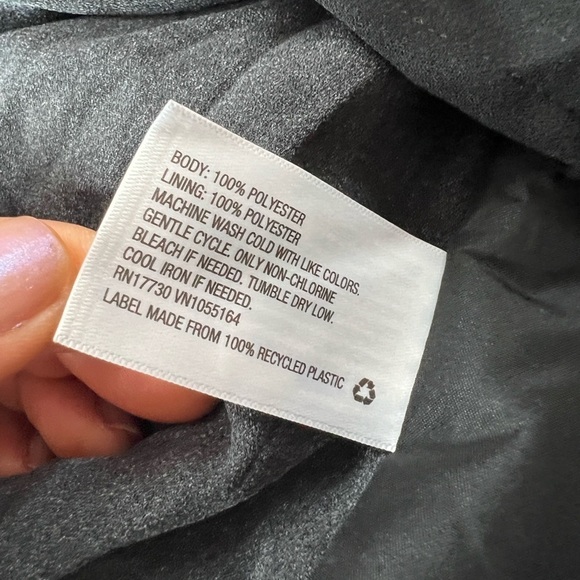 BODY: 100% POLYESTER
LINING: 100% POLYESTER
MACHINE WASH COLD WITH LIKE COLORS.
GENTLE CYCLE. ONLY NON-CHLORINE
BLEACH IF NEEDED. TUMBLE DRY LOW.
COOL IRON IF NEEDED.
RN17730 VN1055164
LABEL MADE FROM 100% RECYCLED PLASTIC